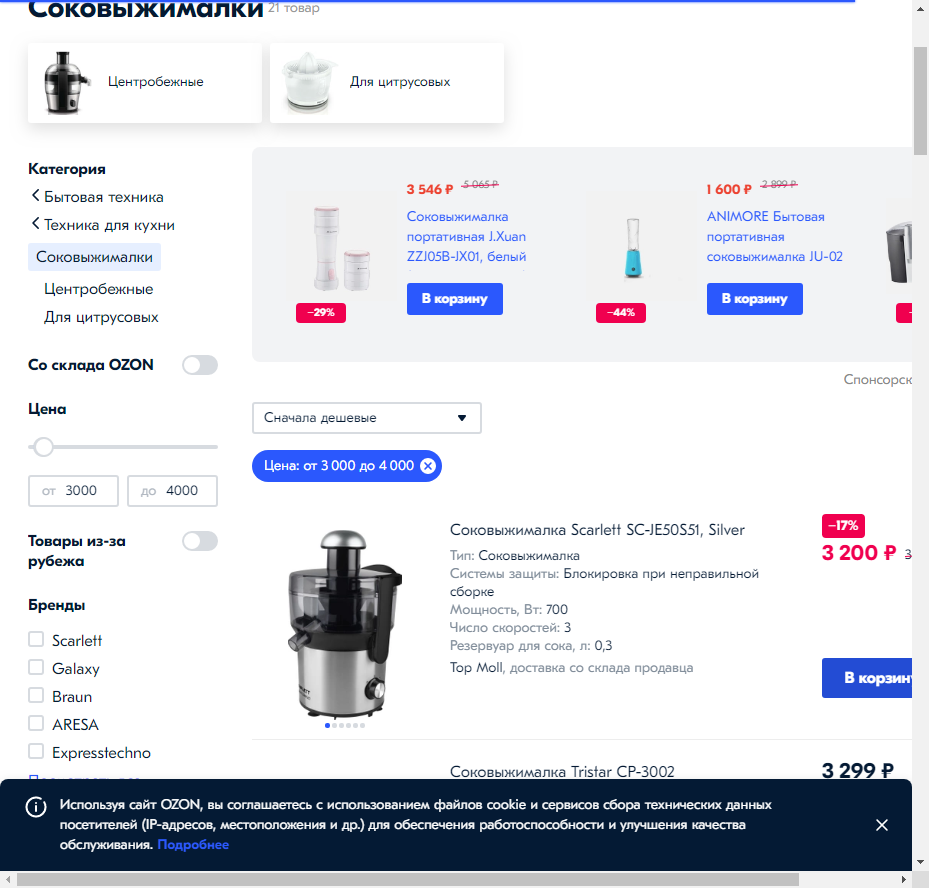 Соковыжималки 21 товар
Центробежные
Для цитрусовых
Категория
Бытовая техника
Техника для кухни
Соковыжималки
Центробежные
Для цитрусовых
Со склада OZON
Цена
от 3000
до 4000
Товары из-за
рубежа
Бренды
Scarlett
Galaxy
Braun
ARESA
Expresstechno
3 546 ₽ 5 065 ₽
Соковыжималка
портативная J.Xuan
ZZJ05B-JX01, белый
В корзину
−29%
1 600 ₽ 2 899 ₽
ANIMORE Бытовая
портативная
соковыжималка JU-02
В корзину
−44%
Сначала дешевые
Цена: от 3 000 до 4 000
Соковыжималка Scarlett SC-JE50S51, Silver
Тип: Соковыжималка
Системы защиты: Блокировка при неправильной
сборке
Мощность, Вт: 700
Число скоростей: 3
Резервуар для сока, л: 0,3
Top Moll, доставка со склада продавца
−17%
3 200 ₽
Соковыжималка Tristar CP-3002
3 299 ₽
Используя сайт OZON, вы соглашаетесь с использованием файлов cookie и сервисов сбора технических данных
посетителей (IP-адресов, местоположения и др.) для обеспечения работоспособности и улучшения качества
обслуживания. Подробнее